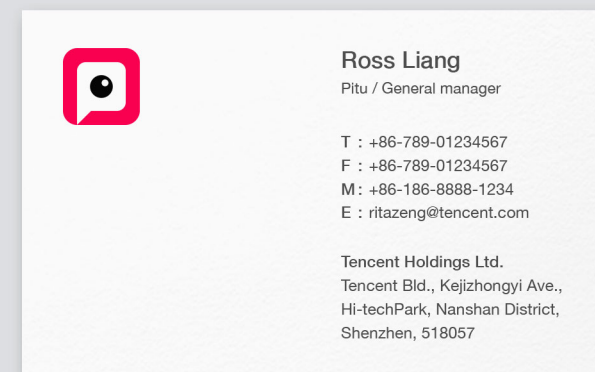 Ross Liang
Pitu / General manager
T : +86-789-01234567
F : +86-789-01234567
M : +86-186-8888-1234
E : ritazeng@tencent.com
Tencent Holdings Ltd.
Tencent Bld., Kejizhongyi Ave.,
Hi-techPark, Nanshan District,
Shenzhen, 518057